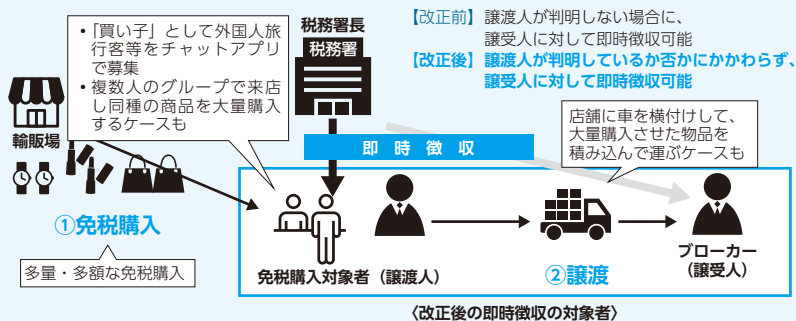 ・「買い子」として外国人旅
行客等をチャットアプリ
で募集
・複数人のグループで来店
し同種の商品を大量購入
するケースも
税務署長
税務署
【改正前】譲渡人が判明しない場合に、
譲受人に対して即時徴収可能
【改正後】譲渡人が判明しているか否かにかかわらず、
譲受人に対して即時徴収可能
輸販場
即時徴収
店舗に車を横付けして、
大量購入させた物品を
積み込んで運ぶケースも
①免税購入
多量・多額な免税購入
免税購入対象者（譲渡人）
②譲渡
ブローカー
（譲受人）
〈改正後の即時徴収の対象者〉